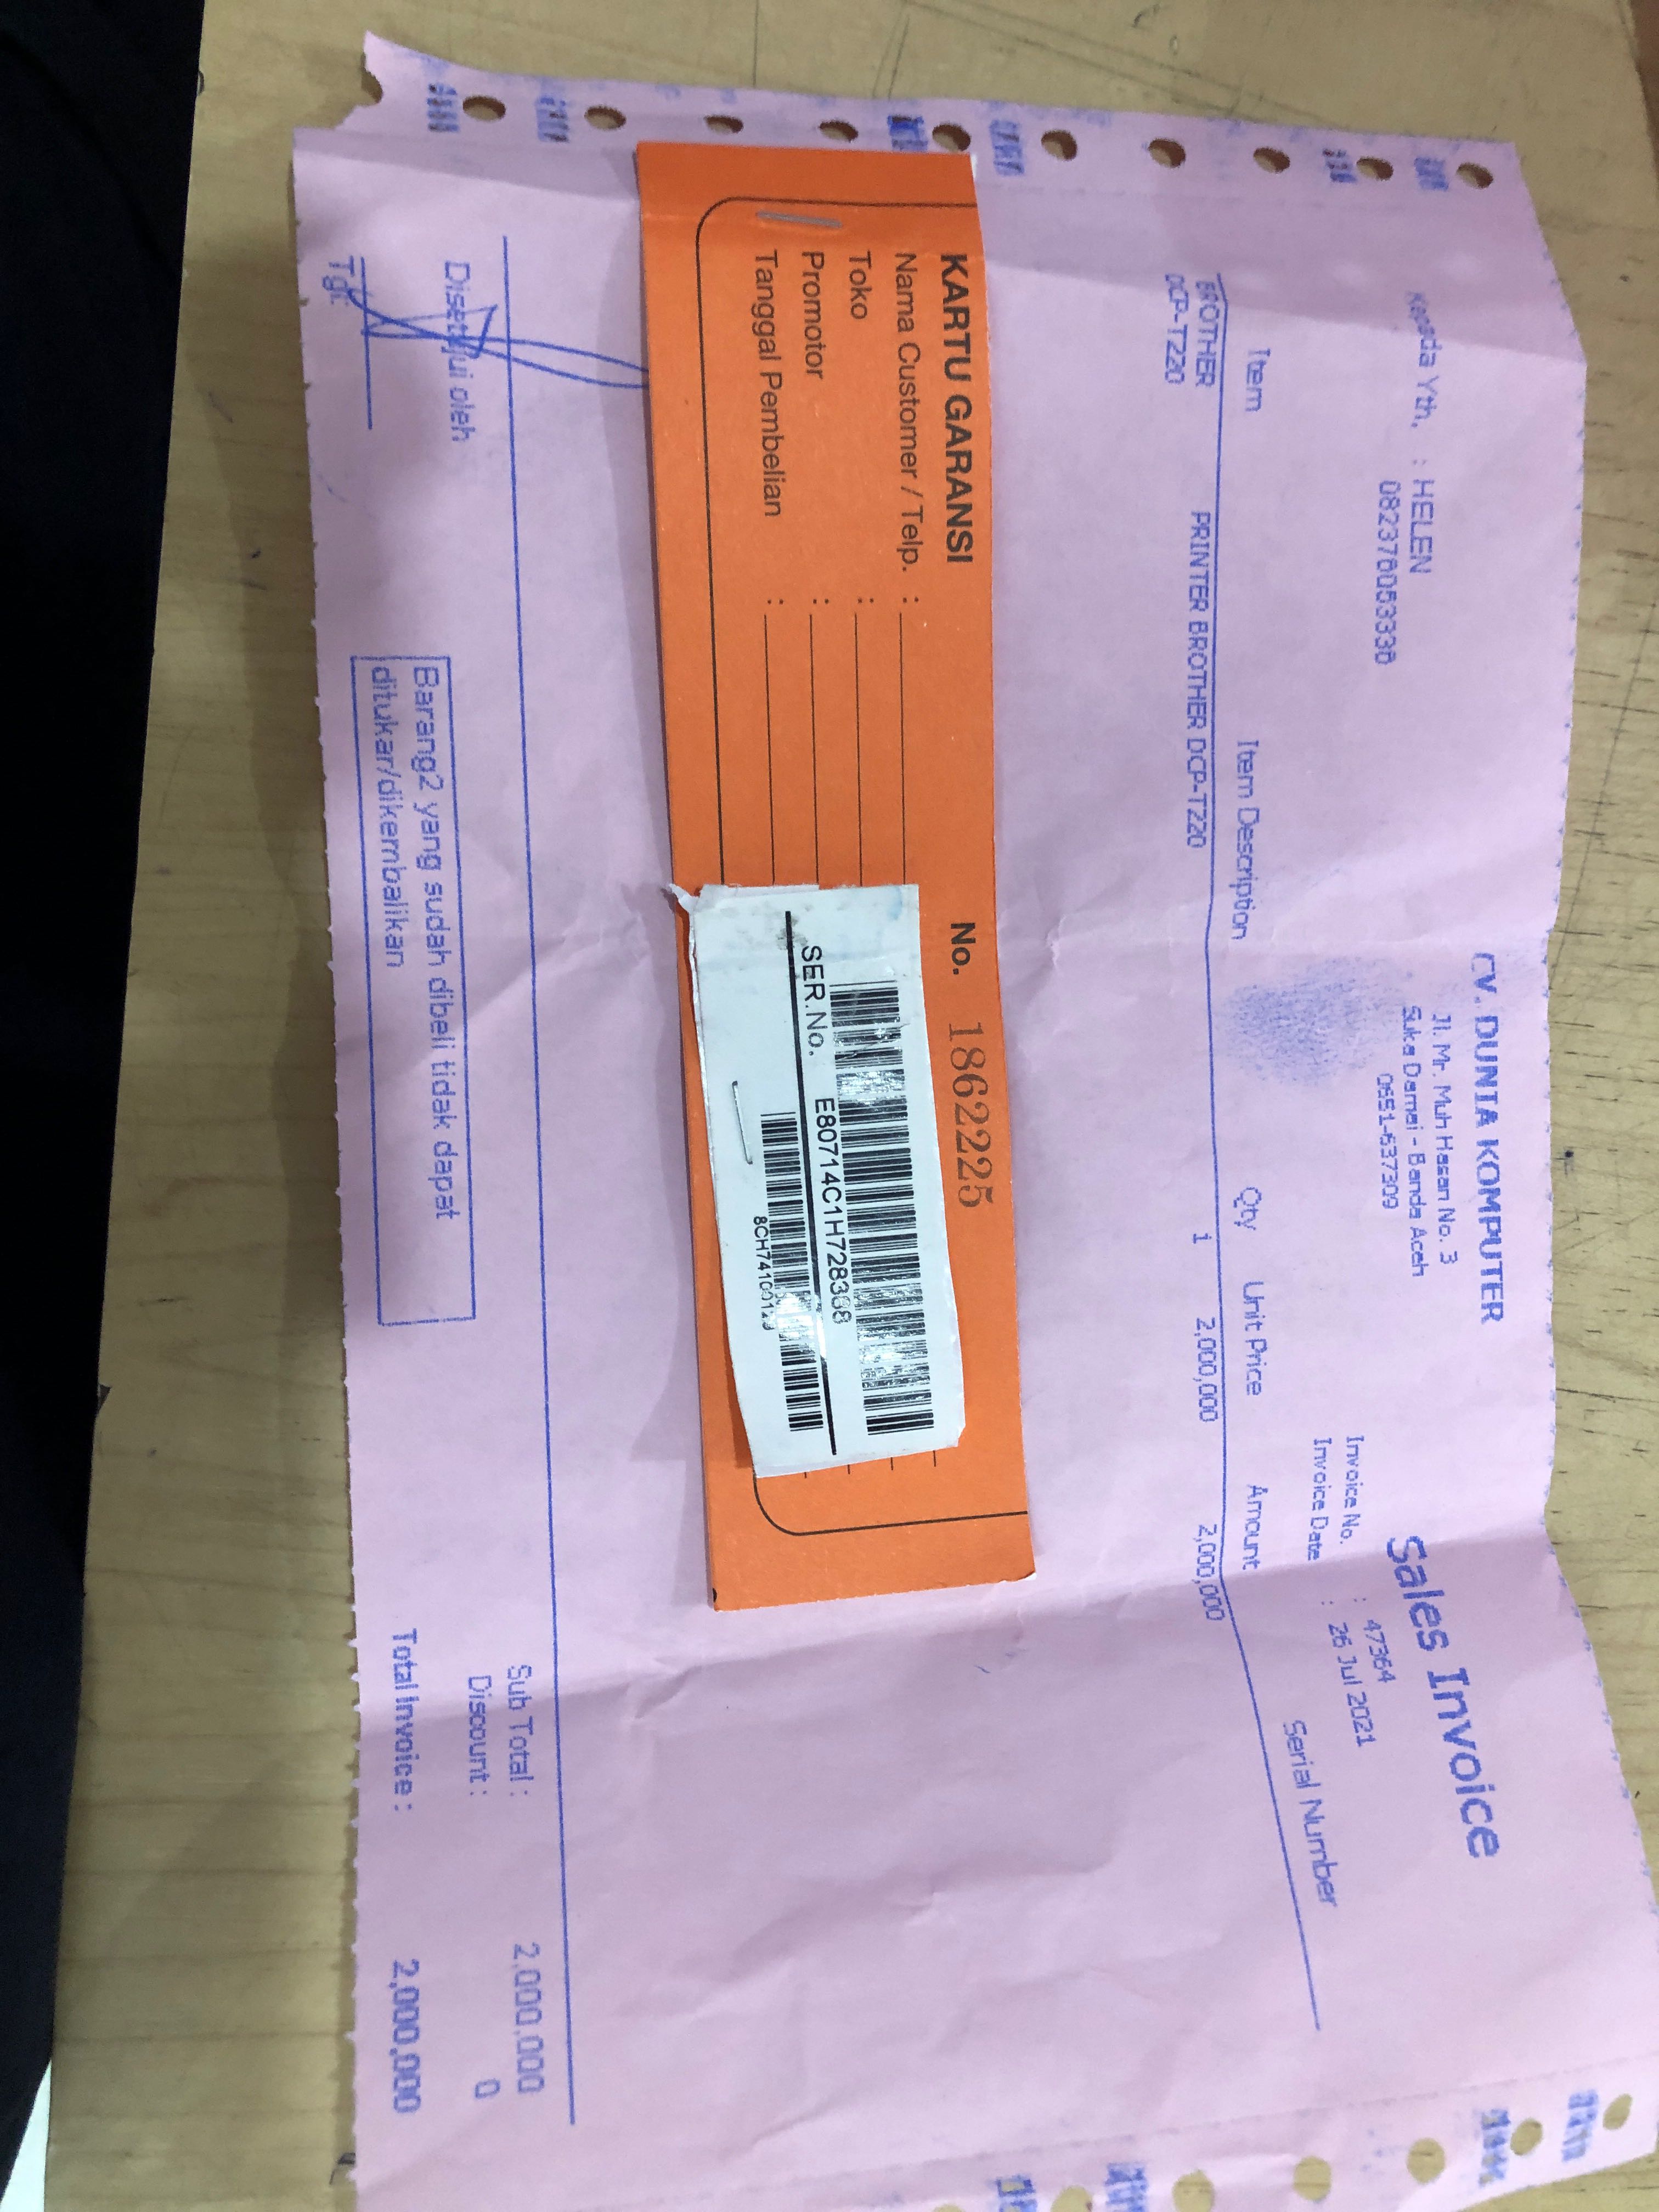 CV. DUNIA KOMPUTER
Jl. Mr. Muh Hasan No. 3
Suka Damai - Banda Aceh
0651-637309
Sales Invoice
Kepada Yth. : HELEN
Invoice No. : 47364
Invoice Date : 26 Jul 2021
Item Item Description Qty Unit Price Amount Serial Number
BROTHER DCP-T220 PRINTER BROTHER DCP-T220 1 2,000,000 2,000,000
KARTU GARANSI No. 1862225
Nama Customer / Telp. :
Toko :
Promotor :
Tanggal Pembelian :
SER.No.
Disetujui oleh
Tgl.
Barang2 yang sudah dibeli tidak dapat
ditukar/dikembalikan
Sub Total : 2,000,000
Discount : 0
Total Invoice : 2,000,000